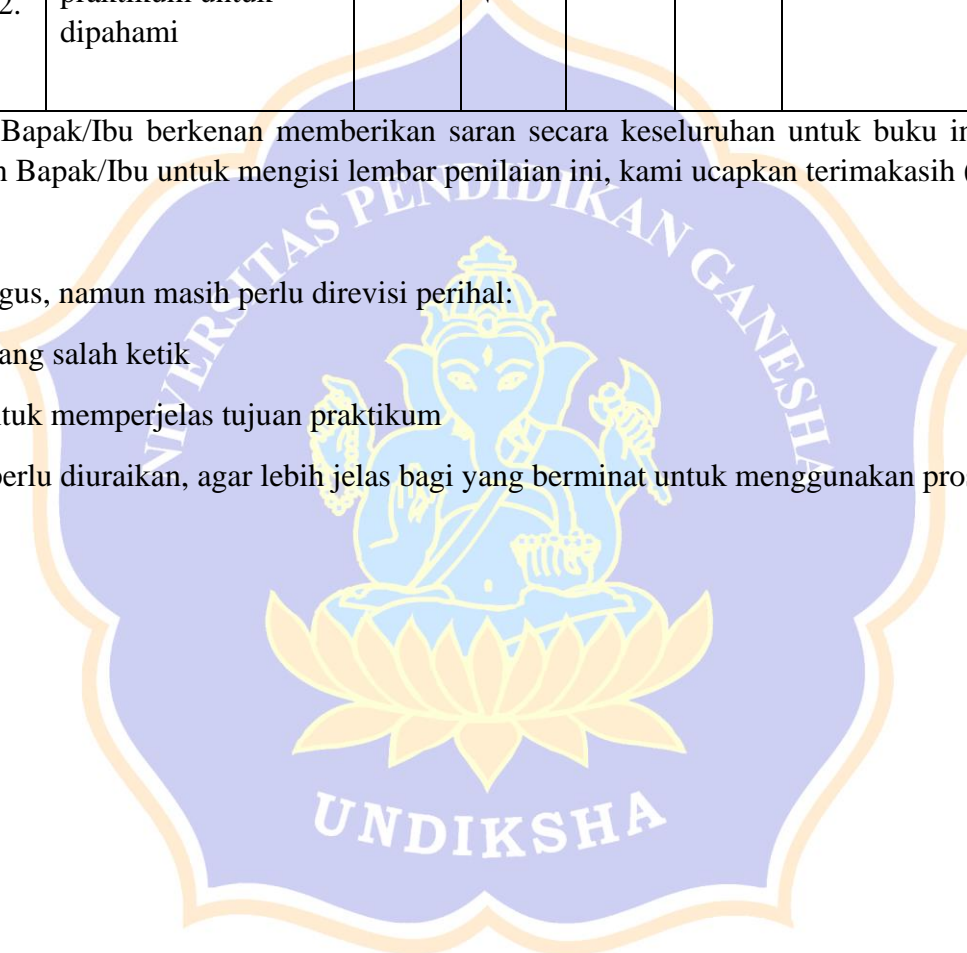 2.
praktikum untuk
dipahami
Bapak/Ibu berkenan memberikan saran secara keseluruhan untuk buku
Bapak/Ibu untuk mengisi lembar penilaian ini, kami ucapkan terimakasih
UNIVERSITAS PENDIDIKAN GANESHA
gus, namun masih perlu direvisi perihal:
ang salah ketik
tuk memperjelas tujuan praktikum
perlu diuraikan, agar lebih jelas bagi yang berminat untuk menggunakan
UNDIKSHA